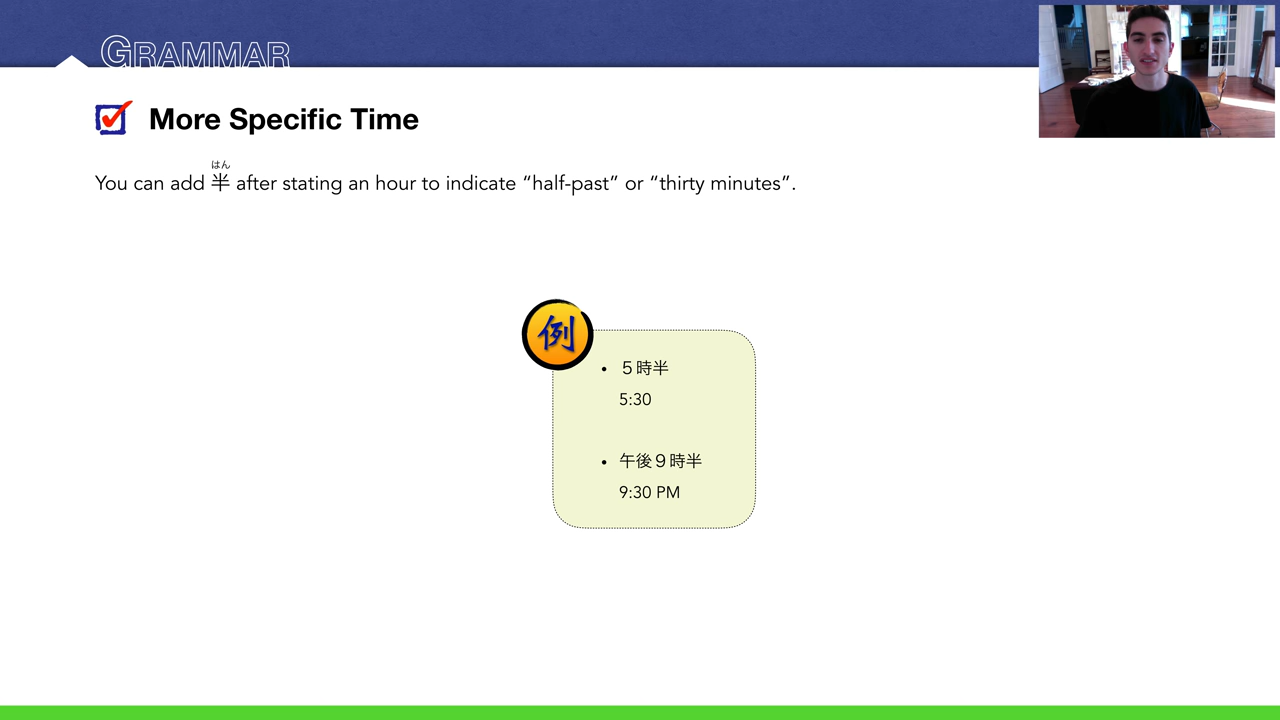 GRAMMAR
More Specific Time
はん
You can add 半 after stating an hour to indicate “half-past” or “thirty minutes”.
例
• ５時半
5:30
• 午後９時半
9:30 PM